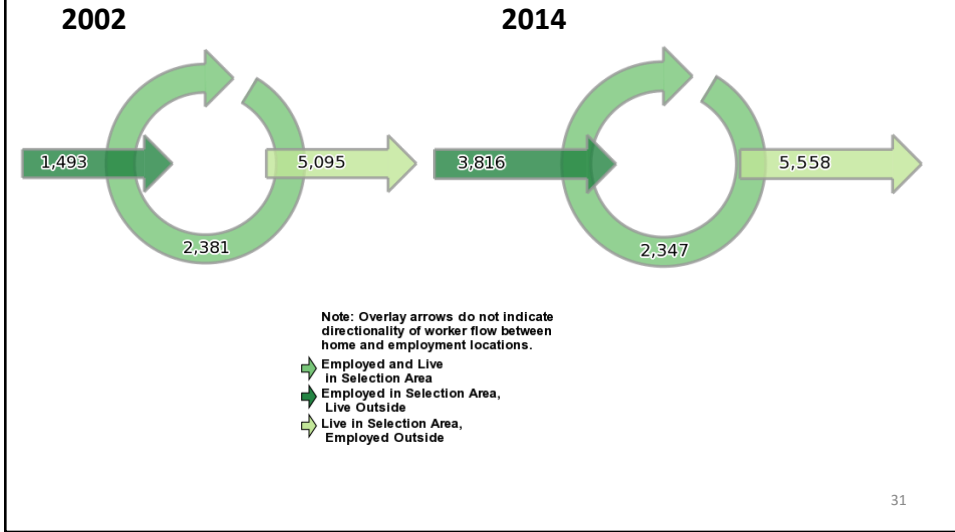 2002
2014
1,493
5,095
2,381
3,816
5,558
2,347
Note: Overlay arrows do not indicate
directionality of worker flow between
home and employment locations.
Employed and Live
in Selection Area
Employed in Selection Area,
Live Outside
Live in Selection Area,
Employed Outside
31